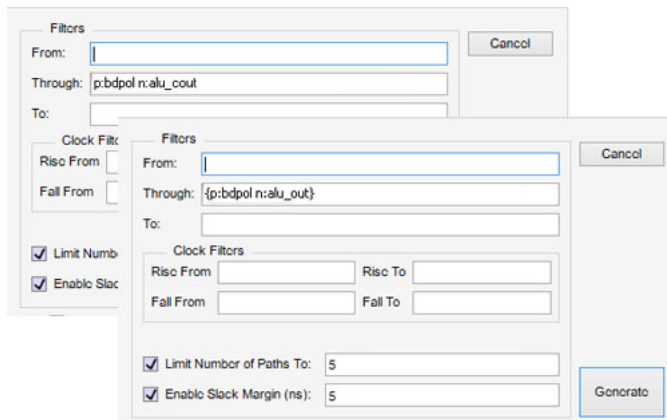 Filters
Cancel
From:
Through: p:bdpol n:alu_cout
To:
Clock Filte
Rise From
Fall From
Limit Numb
Enable Slac
Filters
Cancel
From:
Through: {p:bdpol n:alu_out}
To:
Clock Filters
Rise From Rise To
Fall From Fall To
Limit Number of Paths To: 5
Enable Slack Margin (ns): 5
Generate